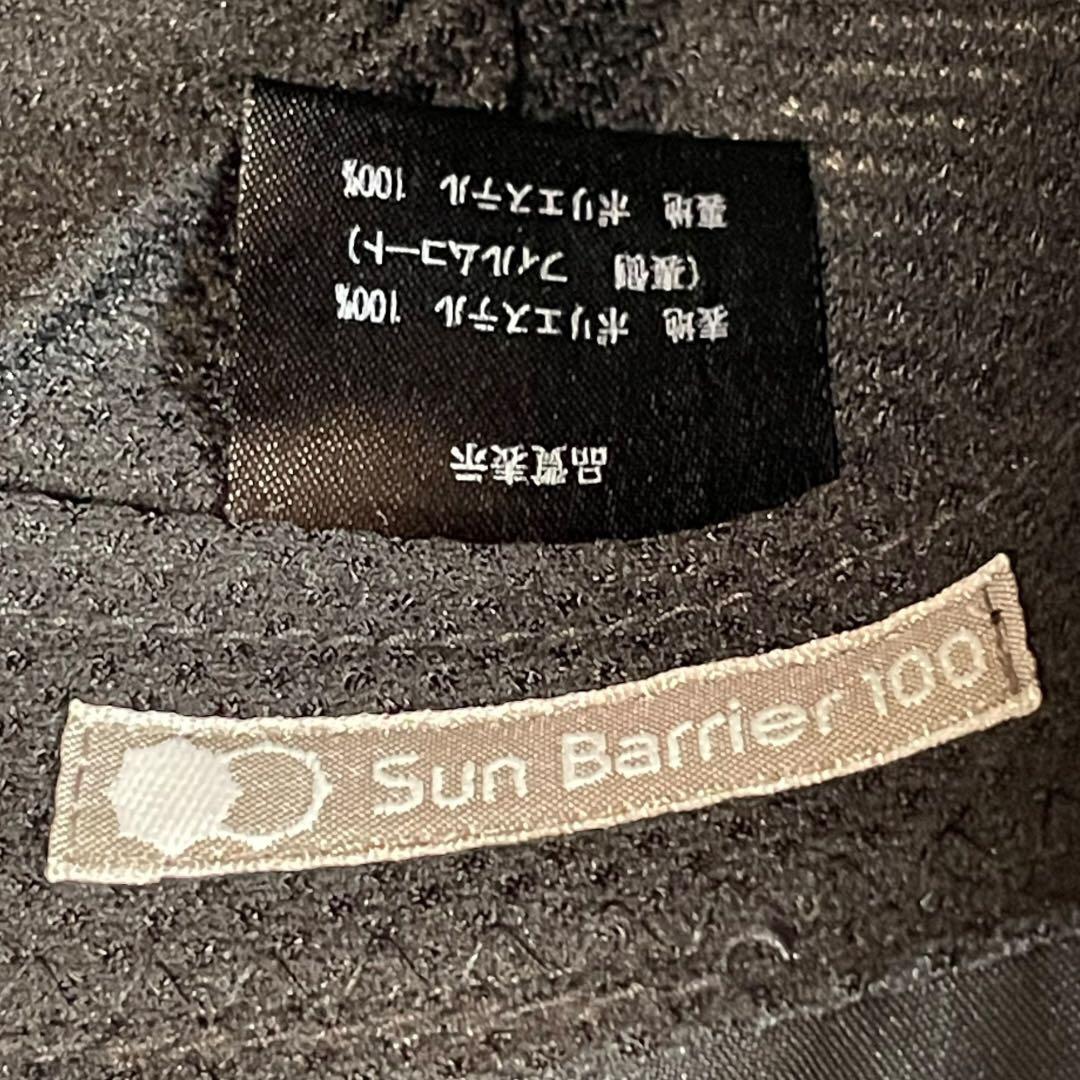 品質表示
表地 ポリエステル 100%
(裏側 フィルムコート)
裏地 ポリエステル 100%
Sun Barrier 100